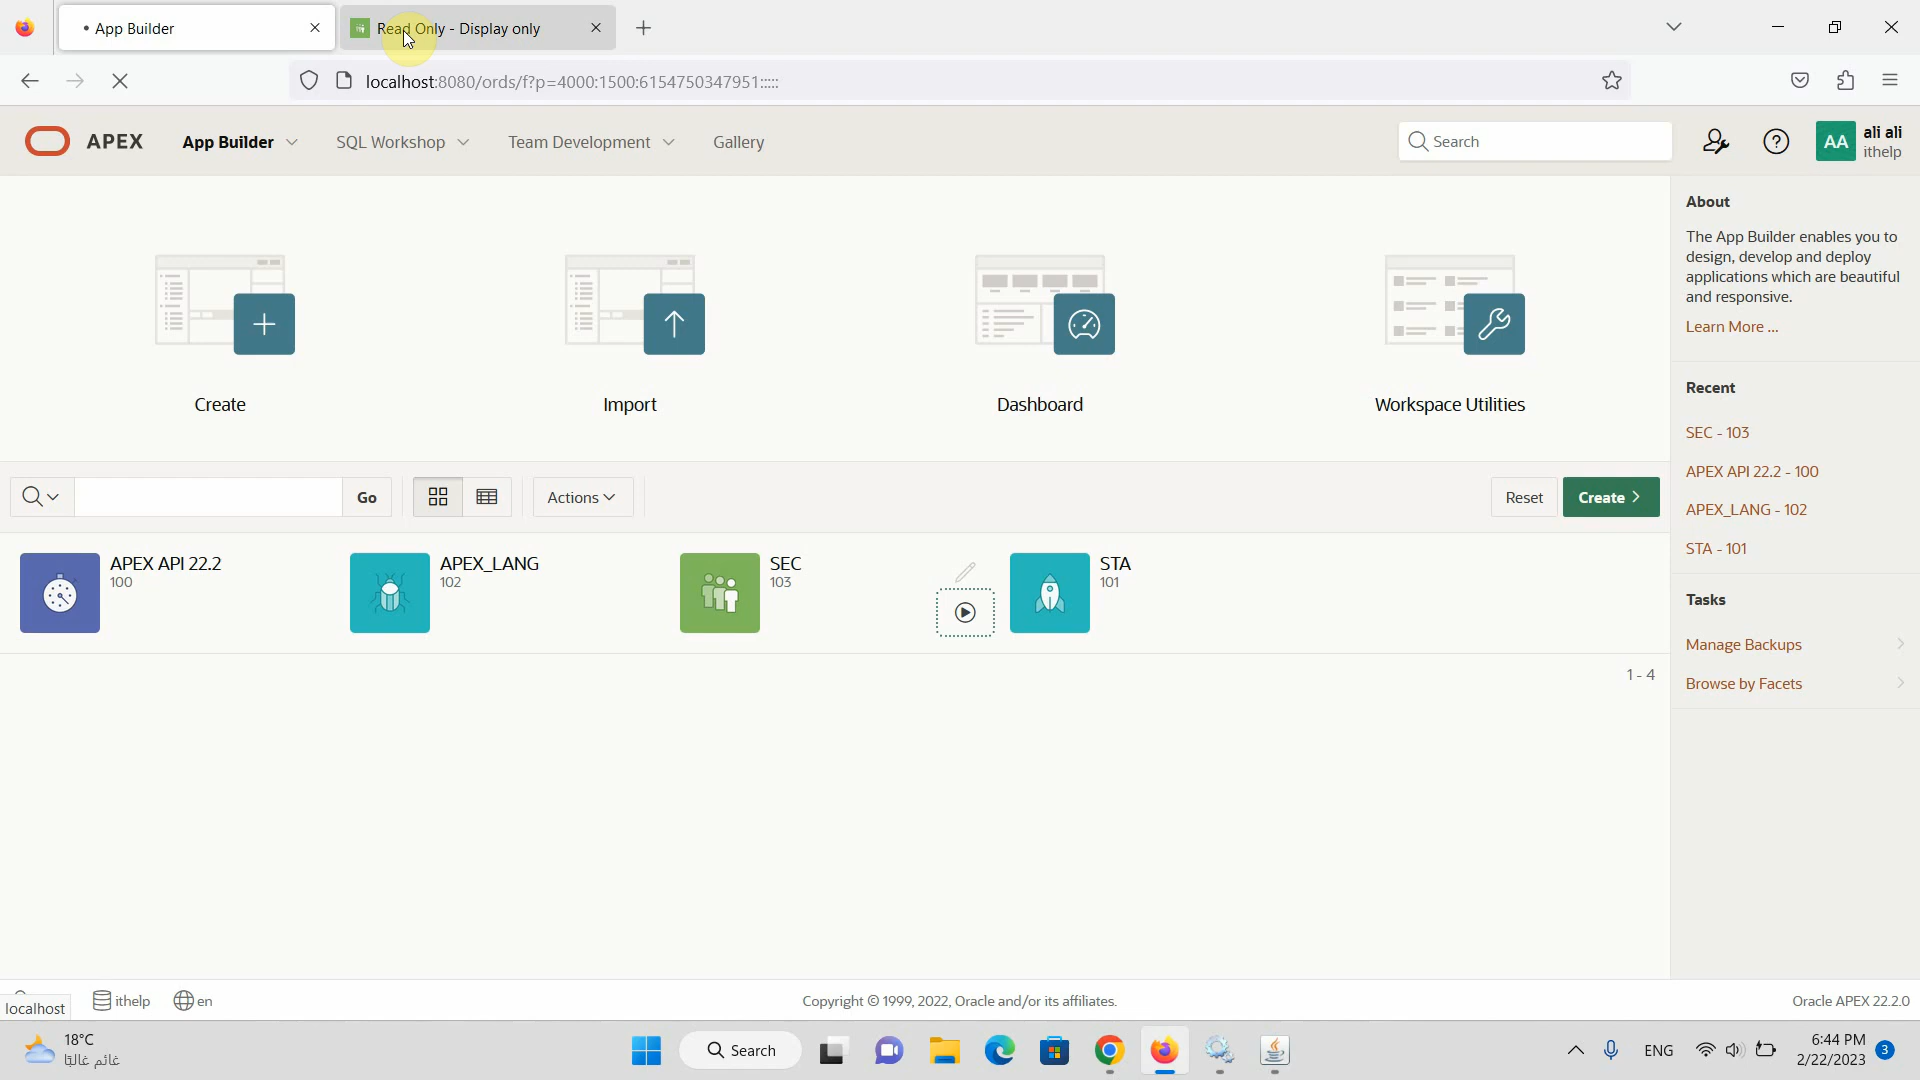 App Builder
Read Only - Display only
localhost:8080/ords/f?p=4000:1500:6154750347951:::::
APEX
App Builder
SQL Workshop
Team Development
Gallery
Search
AA
ali ali
ithelp
Create
Import
Dashboard
Workspace Utilities
About
The App Builder enables you to
design, develop and deploy
applications which are beautiful
and responsive.
Learn More ...
Recent
SEC - 103
APEX API 22.2 - 100
APEX_LANG - 102
STA - 101
Tasks
Manage Backups
Browse by Facets
Go
Actions
Reset
Create
APEX API 22.2
100
APEX_LANG
102
SEC
103
STA
101
1 - 4
localhost
ithelp
en
Copyright © 1999, 2022, Oracle and/or its affiliates.
Oracle APEX 22.2.0
18°C
غائم غالبًا
Search
ENG
6:44 PM
2/22/2023
3